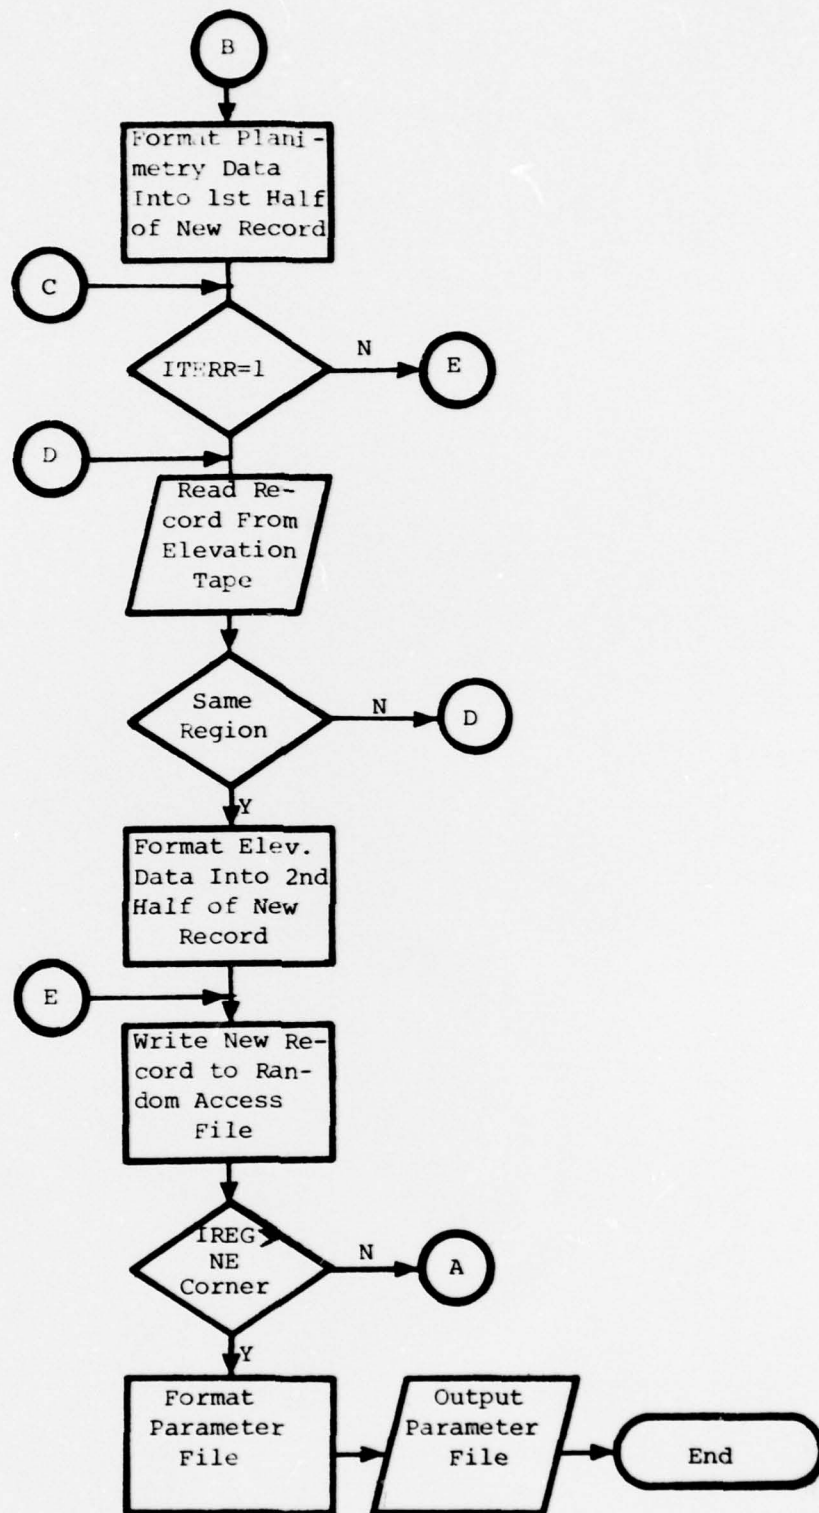 B
Format Plani-
metry Data
Into 1st Half
of New Record
C
ITERR=1
N
E
D
Read Re-
cord From
Elevation
Tape
Same
Region
N
D
Y
Format Elev.
Data Into 2nd
Half of New
Record
E
Write New Re-
cord to Ran-
dom Access
File
IREG>
NE
Corner
N
A
Y
Format
Parameter
File
Output
Parameter
File
End